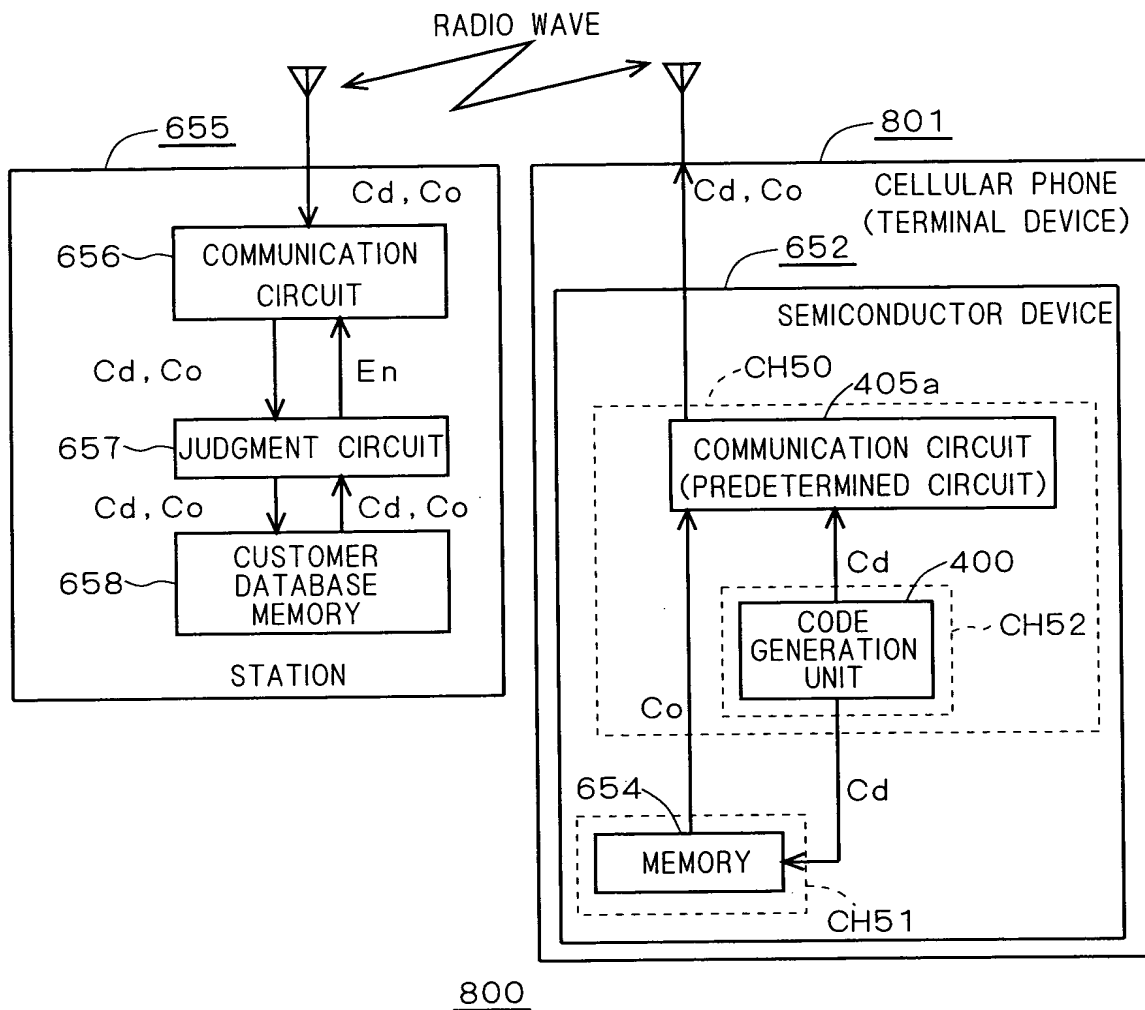 RADIO WAVE
655
Cd, Co
656
COMMUNICATION
CIRCUIT
Cd, Co
En
657
JUDGMENT CIRCUIT
Cd, Co
Cd, Co
658
CUSTOMER
DATABASE
MEMORY
STATION
801
Cd, Co
CELLULAR PHONE
(TERMINAL DEVICE)
652
SEMICONDUCTOR DEVICE
CH50
405a
COMMUNICATION CIRCUIT
(PREDETERMINED CIRCUIT)
Cd
400
CODE
GENERATION
UNIT
CH52
Co
Cd
654
MEMORY
CH51
800